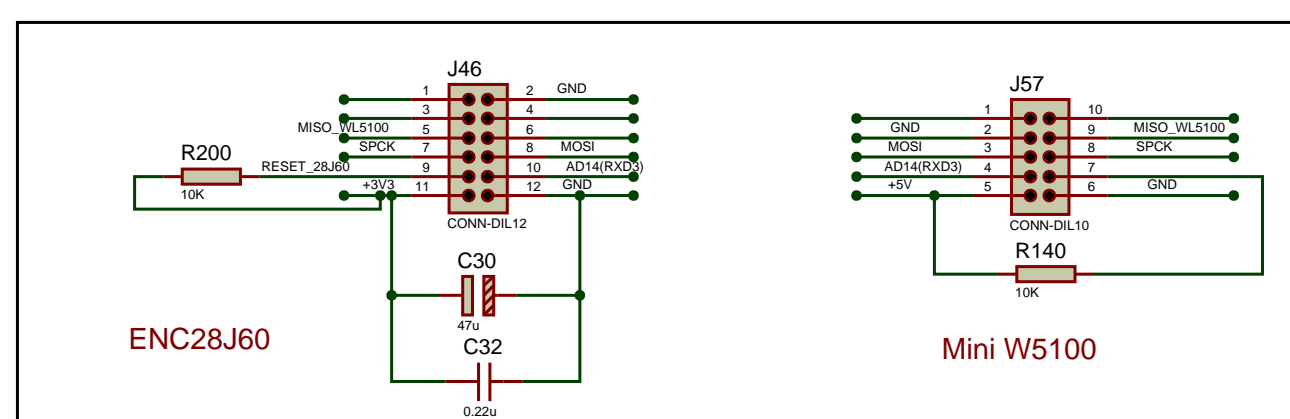 J46
1 2 GND
3 4
MISO_WL5100 5 6
SPCK 7 8 MOSI
R200 RESET_28J60 9 10 AD14(RXD3)
10K +3V3 11 12 GND
CONN-DIL12
C30
47u
C32
0.22u
ENC28J60
J57
1 10
GND 2 9 MISO_WL5100
MOSI 3 8 SPCK
AD14(RXD3) 4 7
+5V 5 6 GND
CONN-DIL10
R140
10K
Mini W5100